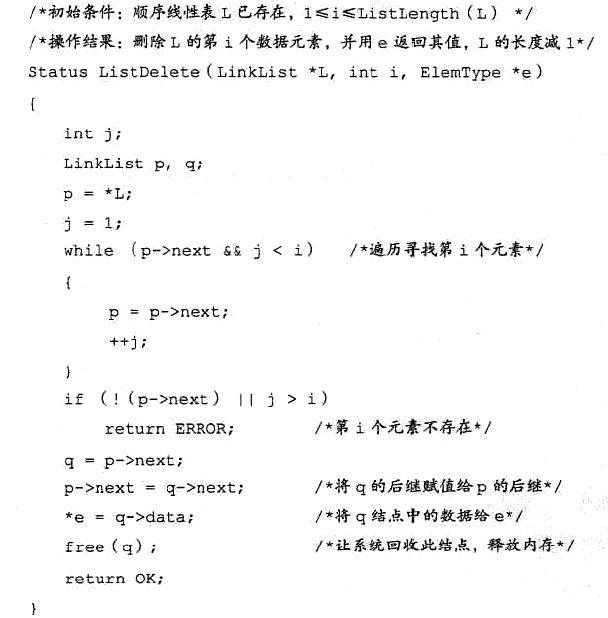 /*初始条件：顺序线性表L已存在，1≤i≤ListLength(L) */
/*操作结果：删除L的第i个数据元素，并用e返回其值，L的长度减1*/
Status ListDelete(LinkList *L, int i, ElemType *e)
{
int j;
LinkList p, q;
p = *L;
j = 1;
while (p->next && j < i) /*遍历寻找第i个元素*/
{
p = p->next;
++j;
}
if (!(p->next) || j > i)
return ERROR; /*第i个元素不存在*/
q = p->next;
p->next = q->next; /*将q的后继赋值给p的后继*/
*e = q->data; /*将q结点中的数据给e*/
free(q); /*让系统回收此结点，释放内存*/
return OK;
}